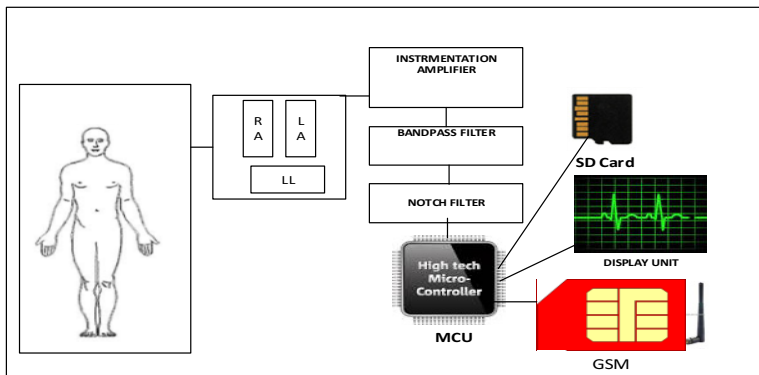 R
A
L
A
LL
INSTRMENTATION
AMPLIFIER
BANDPASS FILTER
NOTCH FILTER
High tech
Micro-
Controller
MCU
SD Card
DISPLAY UNIT
GSM